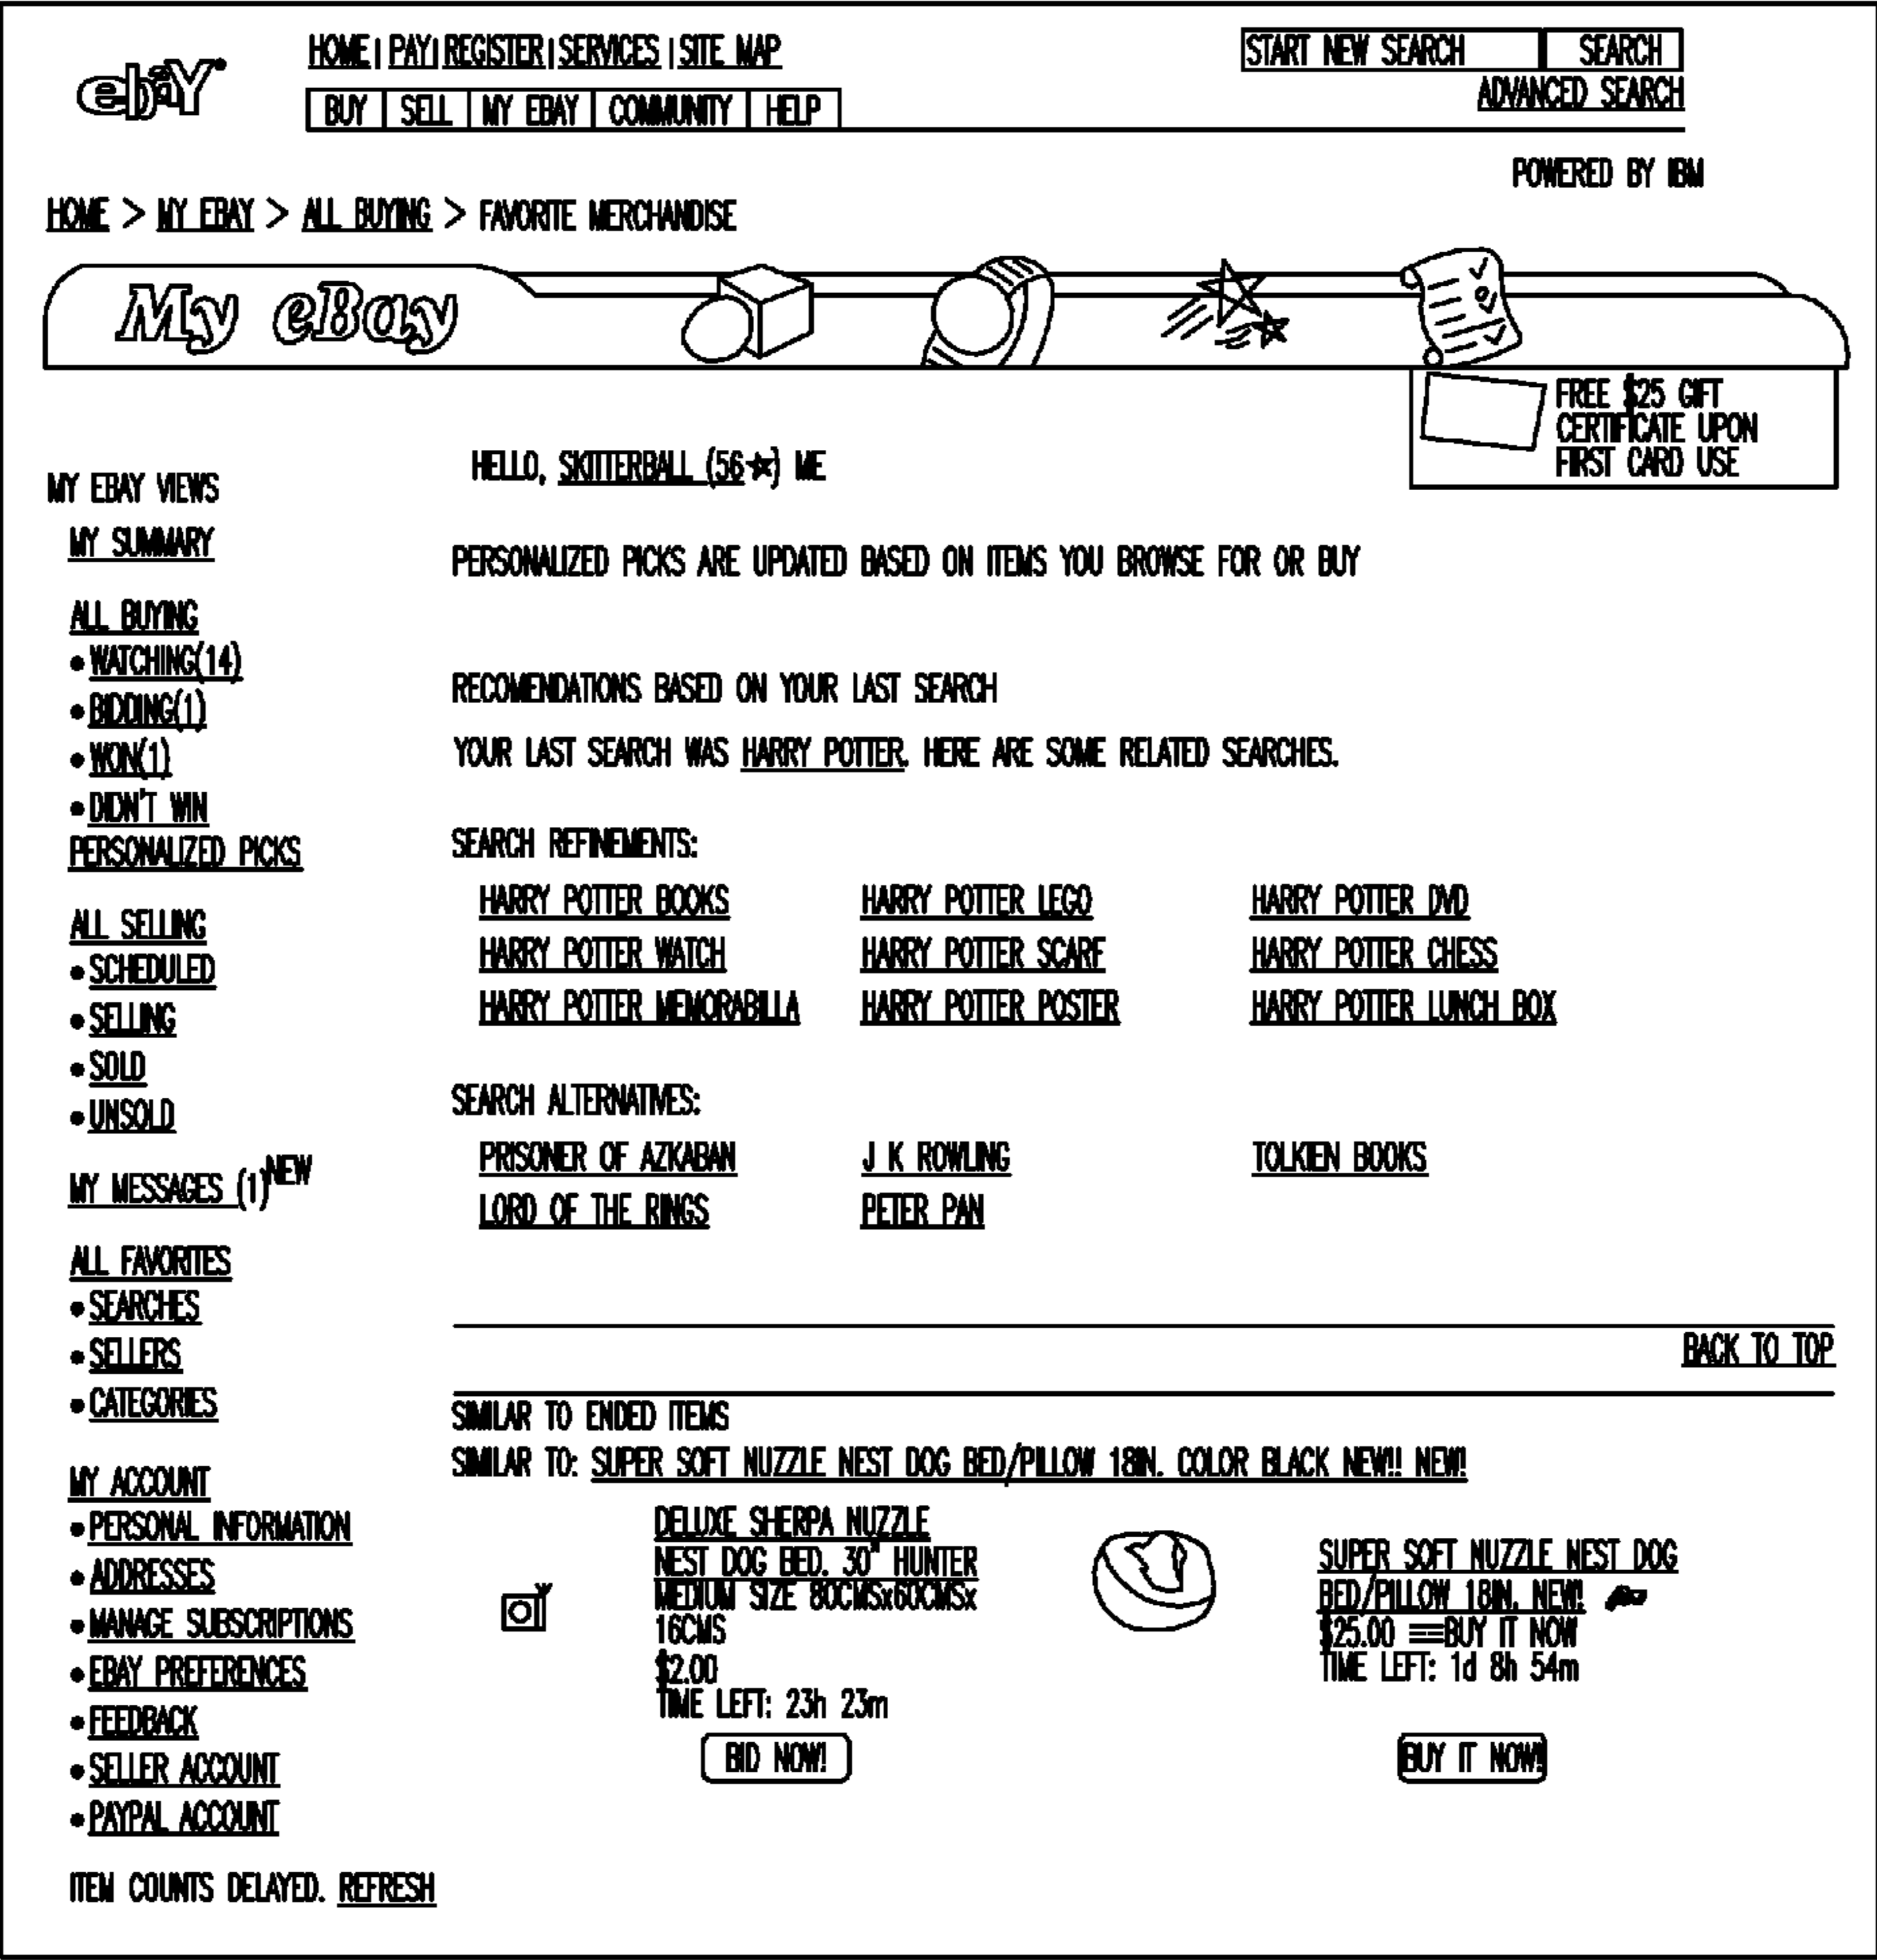 ebaY
HOME | PAY | REGISTER | SERVICES | SITE MAP
START NEW SEARCH SEARCH
BUY SELL MY EBAY COMMUNITY HELP
ADVANCED SEARCH
POWERED BY IBM
HOME > MY EBAY > ALL BUYING > FAVORITE MERCHANDISE
My eBay
FREE $25 GIFT
CERTIFICATE UPON
FIRST CARD USE
HELLO, SKITTERBALL (56★) ME
MY EBAY VIEWS
MY SUMMARY
ALL BUYING
• WATCHING(14)
• BIDDING(1)
• WON(1)
• DIDN'T WIN
PERSONALIZED PICKS
ALL SELLING
• SCHEDULED
• SELLING
• SOLD
• UNSOLD
MY MESSAGES (1) NEW
ALL FAVORITES
• SEARCHES
• SELLERS
• CATEGORIES
MY ACCOUNT
• PERSONAL INFORMATION
• ADDRESSES
• MANAGE SUBSCRIPTIONS
• EBAY PREFERENCES
• FEEDBACK
• SELLER ACCOUNT
• PAYPAL ACCOUNT
ITEM COUNTS DELAYED. REFRESH
PERSONALIZED PICKS ARE UPDATED BASED ON ITEMS YOU BROWSE FOR OR BUY
RECOMENDATIONS BASED ON YOUR LAST SEARCH
YOUR LAST SEARCH WAS HARRY POTTER. HERE ARE SOME RELATED SEARCHES.
SEARCH REFINEMENTS:
HARRY POTTER BOOKS HARRY POTTER LEGO HARRY POTTER DVD
HARRY POTTER WATCH HARRY POTTER SCARF HARRY POTTER CHESS
HARRY POTTER MEMORABILLA HARRY POTTER POSTER HARRY POTTER LUNCH BOX
SEARCH ALTERNATIVES:
PRISONER OF AZKABAN J K ROWLING TOLKIEN BOOKS
LORD OF THE RINGS PETER PAN
BACK TO TOP
SIMILAR TO ENDED ITEMS
SIMILAR TO: SUPER SOFT NUZZLE NEST DOG BED/PILLOW 18IN. COLOR BLACK NEW!! NEW!
DELUXE SHERPA NUZZLE
NEST DOG BED. 30" HUNTER
MEDIUM SIZE 80CMSx60CMSx
16CMS
$2.00
TIME LEFT: 23h 23m
BID NOW!
SUPER SOFT NUZZLE NEST DOG
BED/PILLOW 18IN. NEW!
$25.00 ==BUY IT NOW
TIME LEFT: 1d 8h 54m
BUY IT NOW!